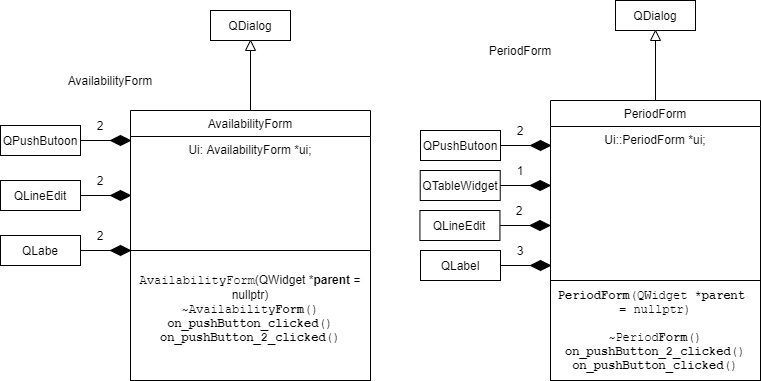 QDialog
AvailabilityForm
AvailabilityForm
Ui: AvailabilityForm *ui;
2
QPushButoon
2
QLineEdit
2
QLabe
AvailabilityForm(QWidget *parent =
nullptr)
~AvailabilityForm()
on_pushButton_clicked()
on_pushButton_2_clicked()
QDialog
PeriodForm
PeriodForm
Ui::PeriodForm *ui;
2
QPushButoon
1
QTableWidget
2
QLineEdit
3
QLabel
PeriodForm(QWidget *parent
= nullptr)
~PeriodForm()
on_pushButton_2_clicked()
on_pushButton_clicked()